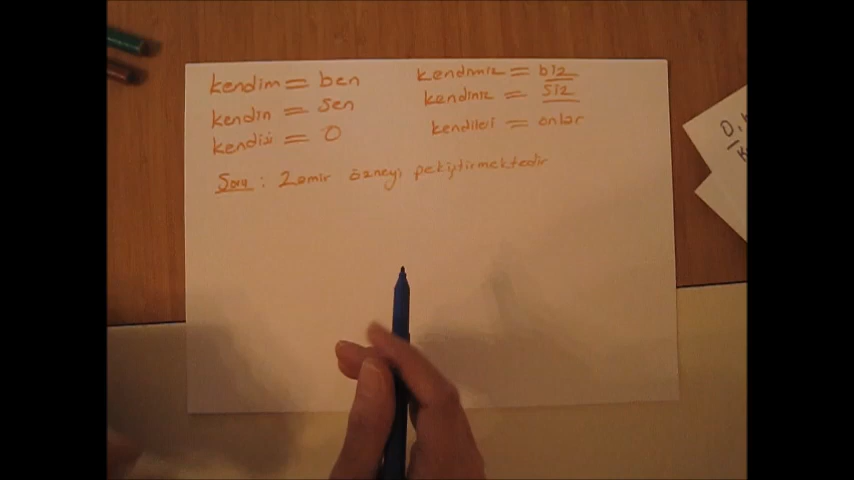 kendim = ben
kendin = sen
kendisi = O
kendimiz = biz
kendiniz = siz
kendileri = onlar
Soru : Zamir özneyi pekiştirmektedir
O,